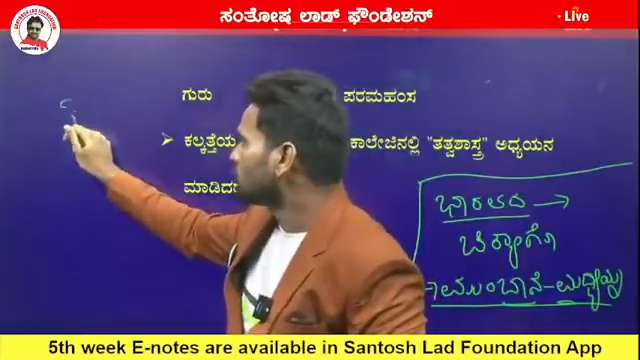 ಸಂತೋಷ ಲಾಡ್ ಫೌಂಡೇಶನ್
Live
ಗುರು ಪರಮಹಂಸ
➤ ಕಲ್ಕತ್ತೆಯ ಕಾಲೇಜಿನಲ್ಲಿ "ತತ್ವಶಾಸ್ತ್ರ" ಅಧ್ಯಯನ
ಭಾರತದ →
5th week E-notes are available in Santosh Lad Foundation App